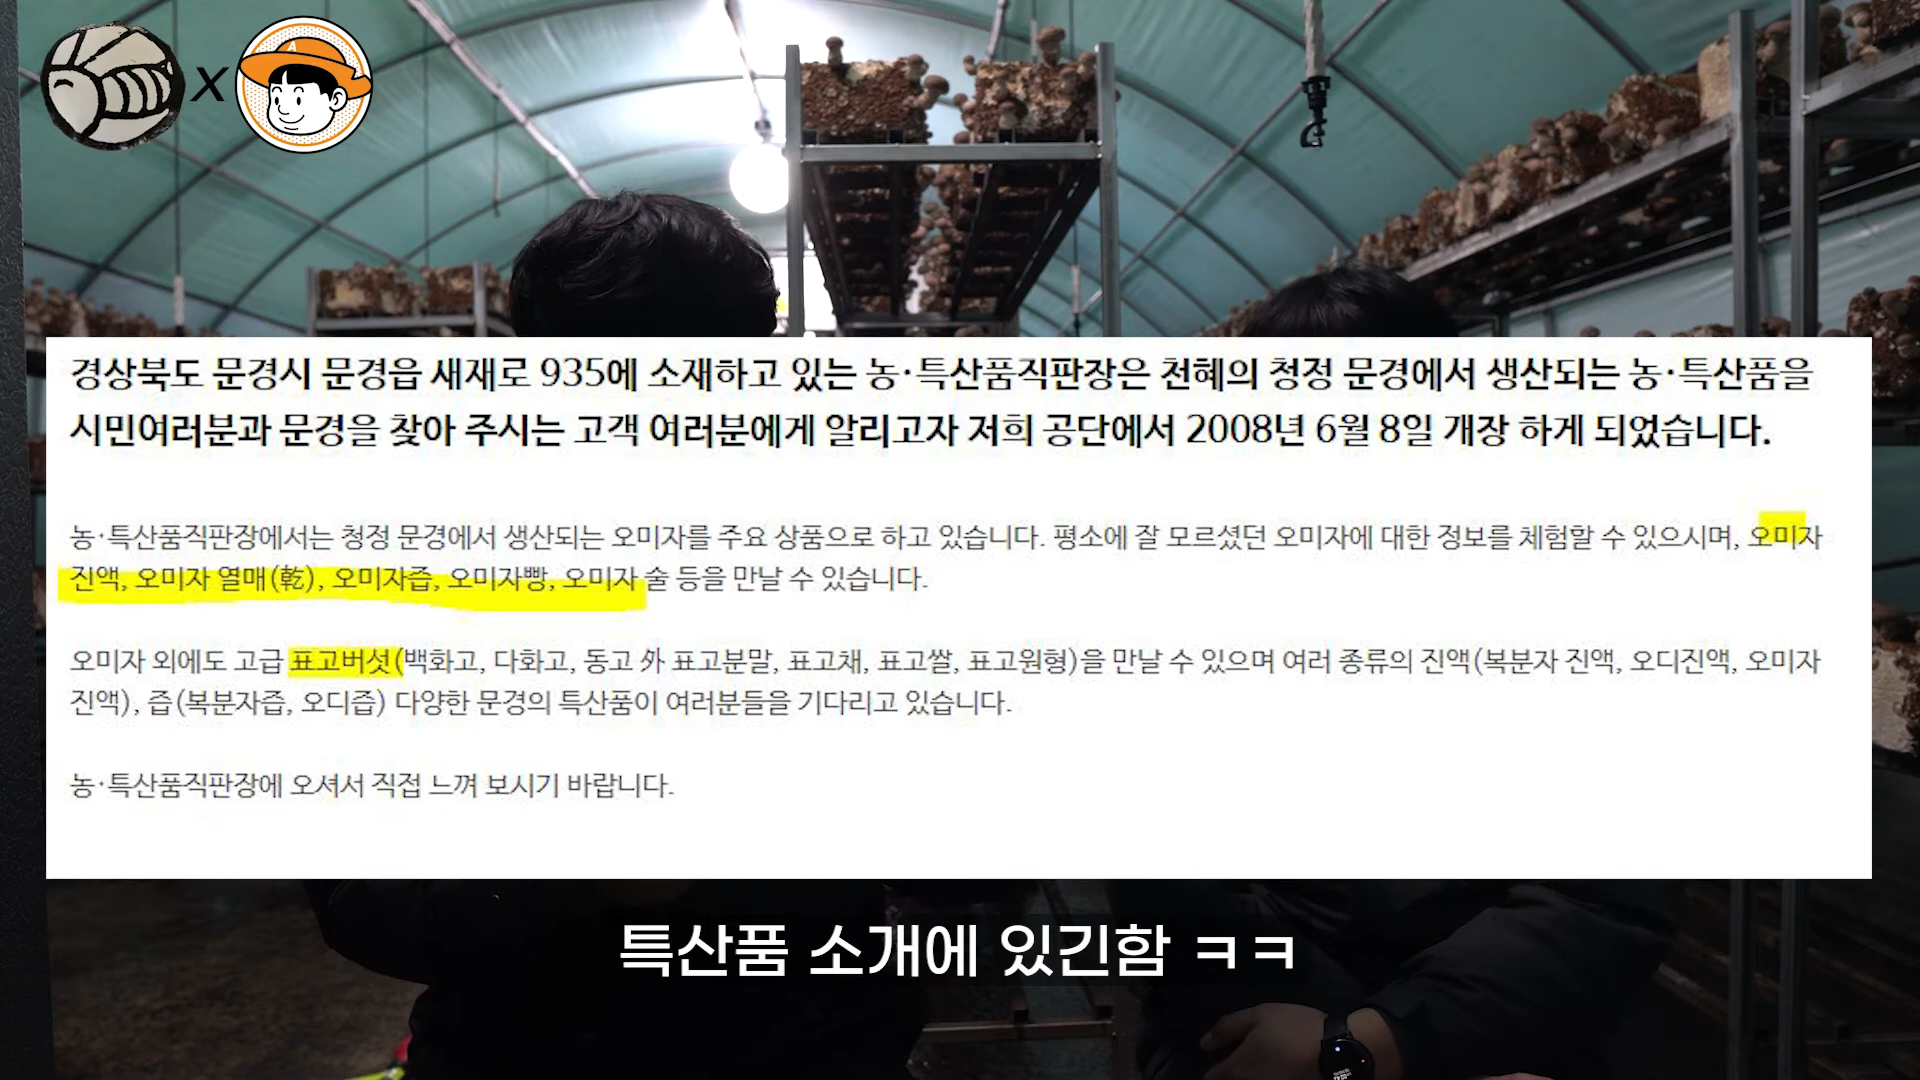 X
경상북도 문경시 문경읍 새재로 935에 소재하고 있는 농·특산품직판장은 천혜의 청정 문경에서 생산되는 농·특산품을
시민여러분과 문경을 찾아 주시는 고객 여러분에게 알리고자 저희 공단에서 2008년 6월 8일 개장 하게 되었습니다.
농·특산품직판장에서는 청정 문경에서 생산되는 오미자를 주요 상품으로 하고 있습니다. 평소에 잘 모르셨던 오미자에 대한 정보를 체험할 수 있으시며, 오미자
진액, 오미자 열매(乾), 오미자즙, 오미자빵, 오미자 술 등을 만날 수 있습니다.
오미자 외에도 고급 표고버섯(백화고, 다화고, 동고 外 표고분말, 표고채, 표고쌀, 표고원형)을 만날 수 있으며 여러 종류의 진액(복분자 진액, 오디진액, 오미자
진액), 즙(복분자즙, 오디즙) 다양한 문경의 특산품이 여러분들을 기다리고 있습니다.
농·특산품직판장에 오셔서 직접 느껴 보시기 바랍니다.
특산품 소개에 있긴함 ㅋㅋ